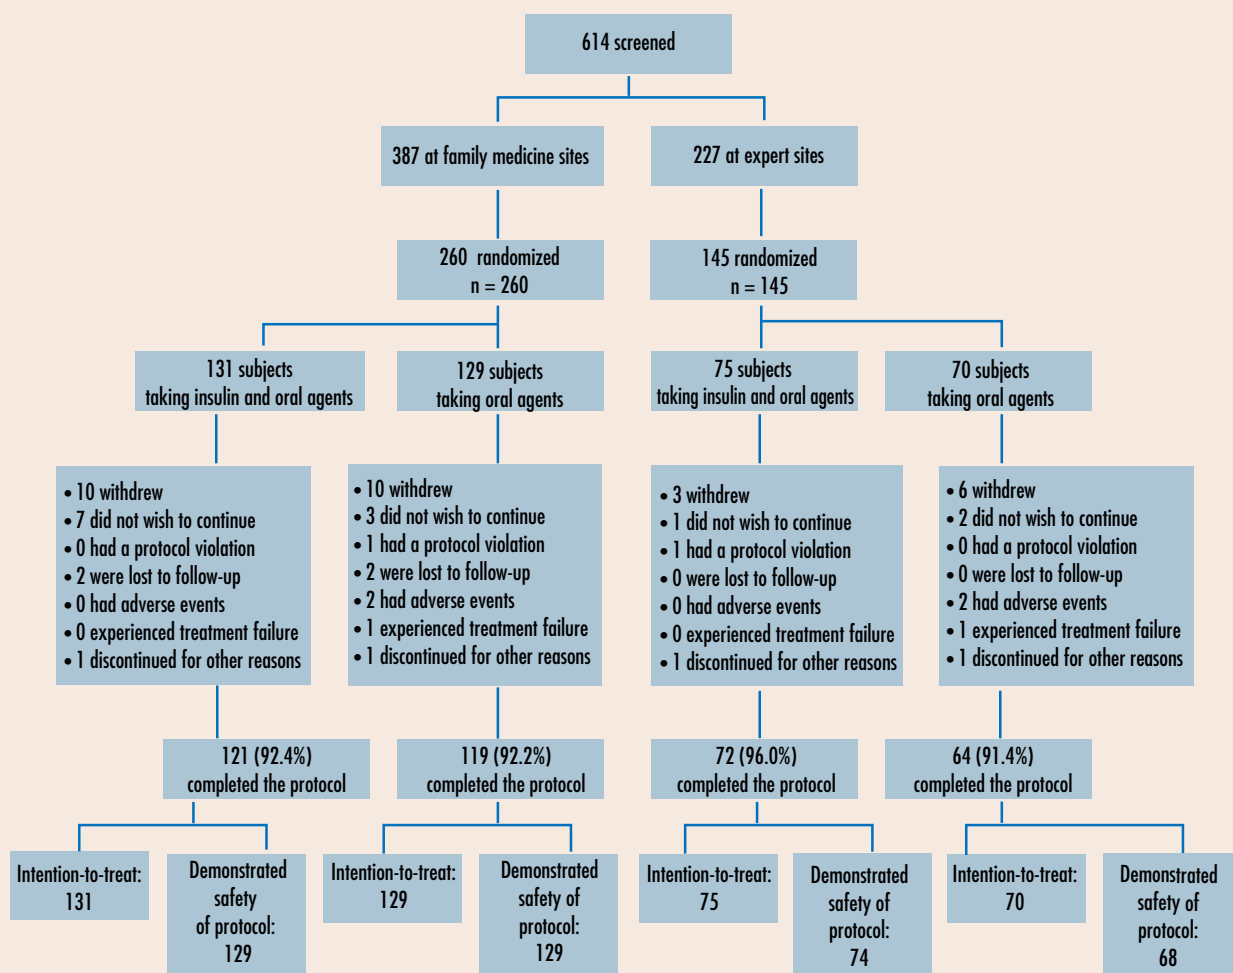 614 screened
387 at family medicine sites
227 at expert sites
260 randomized
n = 260
145 randomized
n = 145
131 subjects
taking insulin and oral agents
129 subjects
taking oral agents
75 subjects
taking insulin and oral agents
70 subjects
taking oral agents
• 10 withdrew
• 7 did not wish to continue
• 0 had a protocol violation
• 2 were lost to follow-up
• 0 had adverse events
• 0 experienced treatment failure
• 1 discontinued for other reasons
• 10 withdrew
• 3 did not wish to continue
• 1 had a protocol violation
• 2 were lost to follow-up
• 2 had adverse events
• 1 experienced treatment failure
• 1 discontinued for other reasons
• 3 withdrew
• 1 did not wish to continue
• 1 had a protocol violation
• 0 were lost to follow-up
• 0 had adverse events
• 0 experienced treatment failure
• 1 discontinued for other reasons
• 6 withdrew
• 2 did not wish to continue
• 0 had a protocol violation
• 0 were lost to follow-up
• 2 had adverse events
• 1 experienced treatment failure
• 1 discontinued for other reasons
121 (92.4%)
completed the protocol
119 (92.2%)
completed the protocol
72 (96.0%)
completed the protocol
64 (91.4%)
completed the protocol
Intention-to-treat:
131
Demonstrated
safety
of protocol:
129
Intention-to-treat:
129
Demonstrated
safety of
protocol:
129
Intention-to-treat:
75
Demonstrated
safety of
protocol:
74
Intention-to-treat:
70
Demonstrated
safety of
protocol:
68